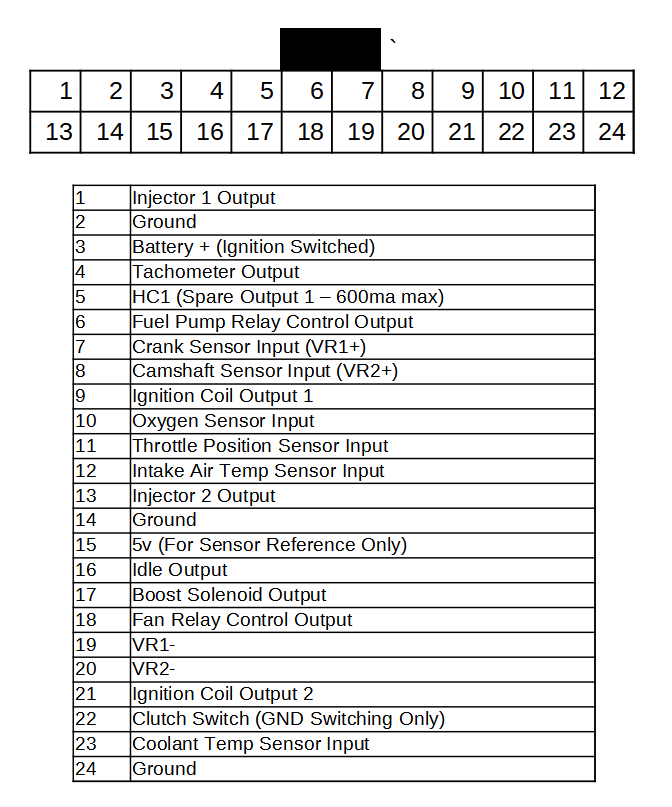 `
1 2 3 4 5 6 7 8 9 10 11 12
13 14 15 16 17 18 19 20 21 22 23 24
1 Injector 1 Output
2 Ground
3 Battery + (Ignition Switched)
4 Tachometer Output
5 HC1 (Spare Output 1 – 600ma max)
6 Fuel Pump Relay Control Output
7 Crank Sensor Input (VR1+)
8 Camshaft Sensor Input (VR2+)
9 Ignition Coil Output 1
10 Oxygen Sensor Input
11 Throttle Position Sensor Input
12 Intake Air Temp Sensor Input
13 Injector 2 Output
14 Ground
15 5v (For Sensor Reference Only)
16 Idle Output
17 Boost Solenoid Output
18 Fan Relay Control Output
19 VR1-
20 VR2-
21 Ignition Coil Output 2
22 Clutch Switch (GND Switching Only)
23 Coolant Temp Sensor Input
24 Ground